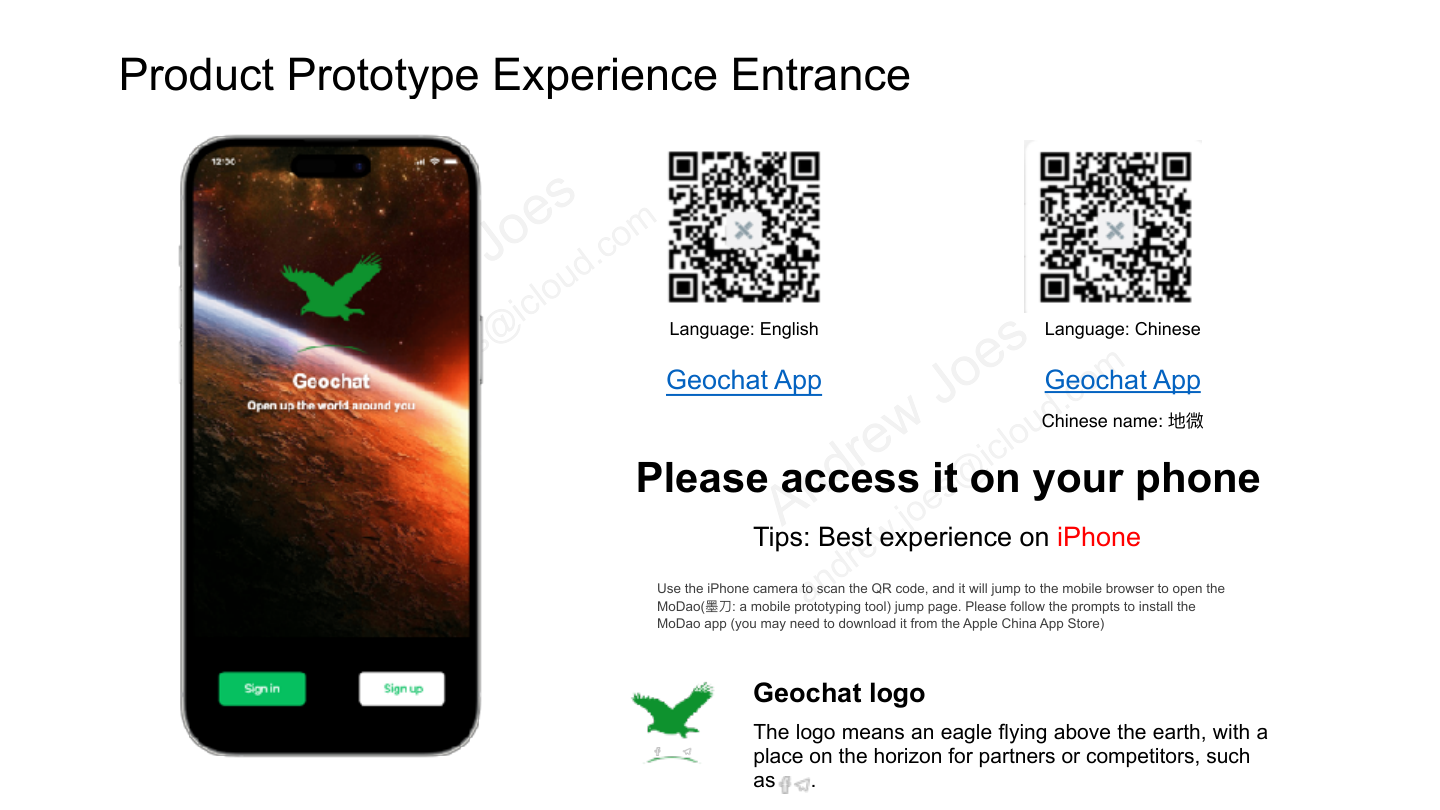 Product Prototype Experience Entrance
12:30
Geochat
Open up the world around you
Sign in
Sign up
Language: English
Geochat App
Language: Chinese
Geochat App
Chinese name: 地微
Please access it on your phone
Tips: Best experience on iPhone
Use the iPhone camera to scan the QR code, and it will jump to the mobile browser to open the
MoDao(墨刀: a mobile prototyping tool) jump page. Please follow the prompts to install the
MoDao app (you may need to download it from the Apple China App Store)
Geochat logo
The logo means an eagle flying above the earth, with a
place on the horizon for partners or competitors, such
as .
Joes
s@icloud.com
Andrew Joes
andrew.joes@icloud.com